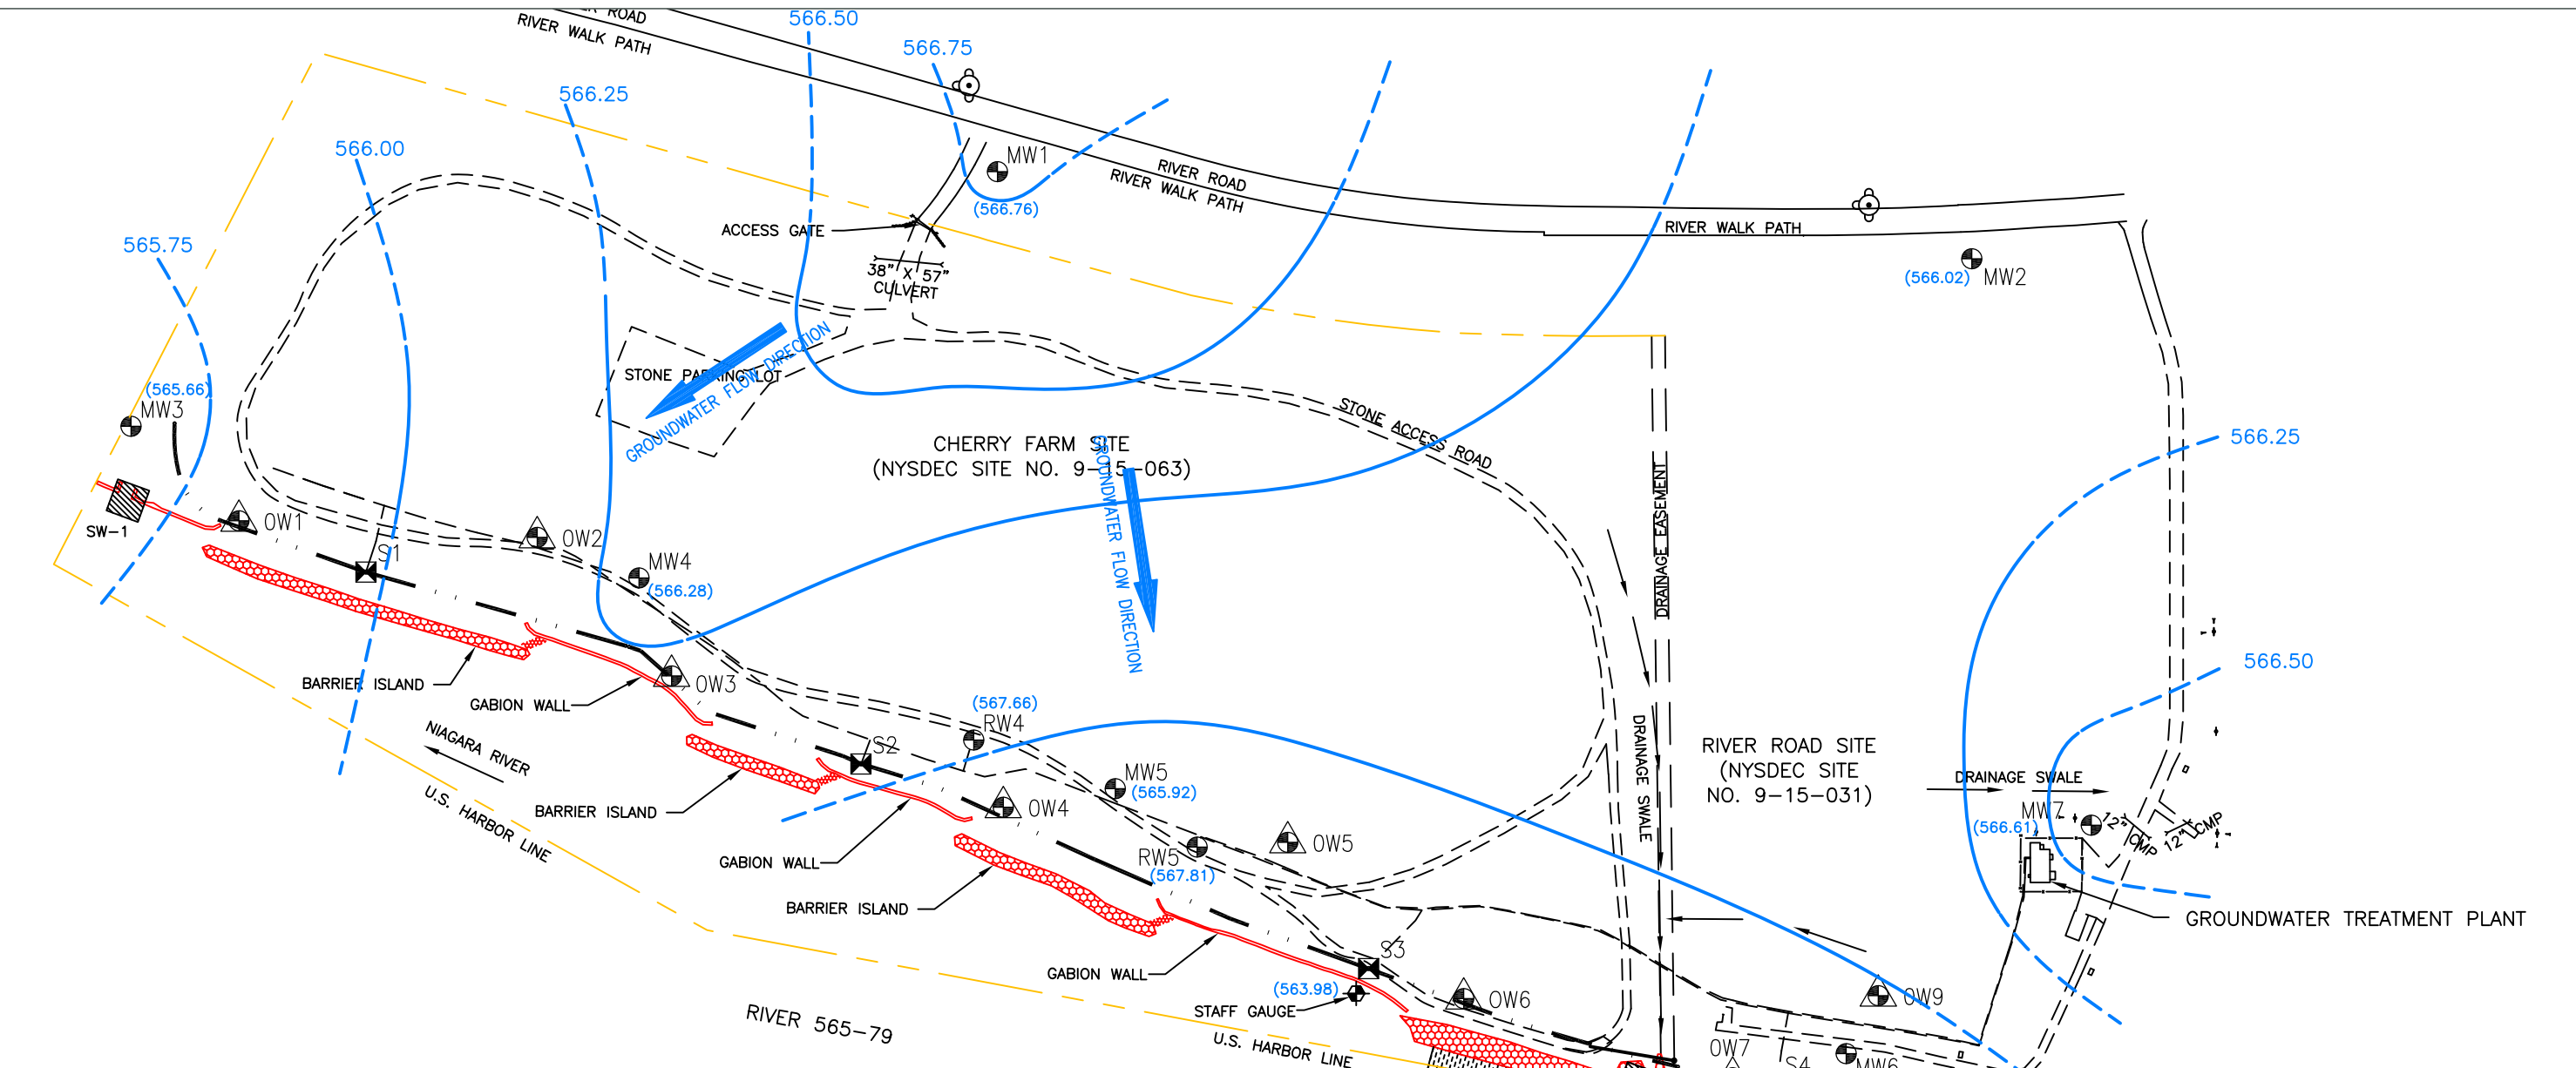 566.50
ROAD
RIVER WALK PATH
566.75
566.25
566.00
MW1
RIVER ROAD
RIVER WALK PATH
(566.76)
ACCESS GATE
RIVER WALK PATH
565.75
38" X 57"
CULVERT
(566.02)
MW2
GROUNDWATER FLOW DIRECTION
STONE PARKING LOT
(565.66)
MW3
STONE ACCESS ROAD
CHERRY FARM SITE
(NYSDEC SITE NO. 9-15-063)
566.25
GROUNDWATER FLOW DIRECTION
DRAINAGE EASEMENT
SW-1
OW1
OW2
S1
MW4
(566.28)
566.50
BARRIER ISLAND
OW3
GABION WALL
(567.66)
RW4
NIAGARA RIVER
S2
DRAINAGE SWALE
RIVER ROAD SITE
(NYSDEC SITE
NO. 9-15-031)
DRAINAGE SWALE
MW5
(565.92)
U.S. HARBOR LINE
BARRIER ISLAND
OW4
MW7
(566.61)
12" CMP
12" CMP
OW5
GABION WALL
RW5
(567.81)
BARRIER ISLAND
GROUNDWATER TREATMENT PLANT
S3
GABION WALL
(563.98)
STAFF GAUGE
OW6
OW9
RIVER 565-79
U.S. HARBOR LINE
OW7
S4
MW6